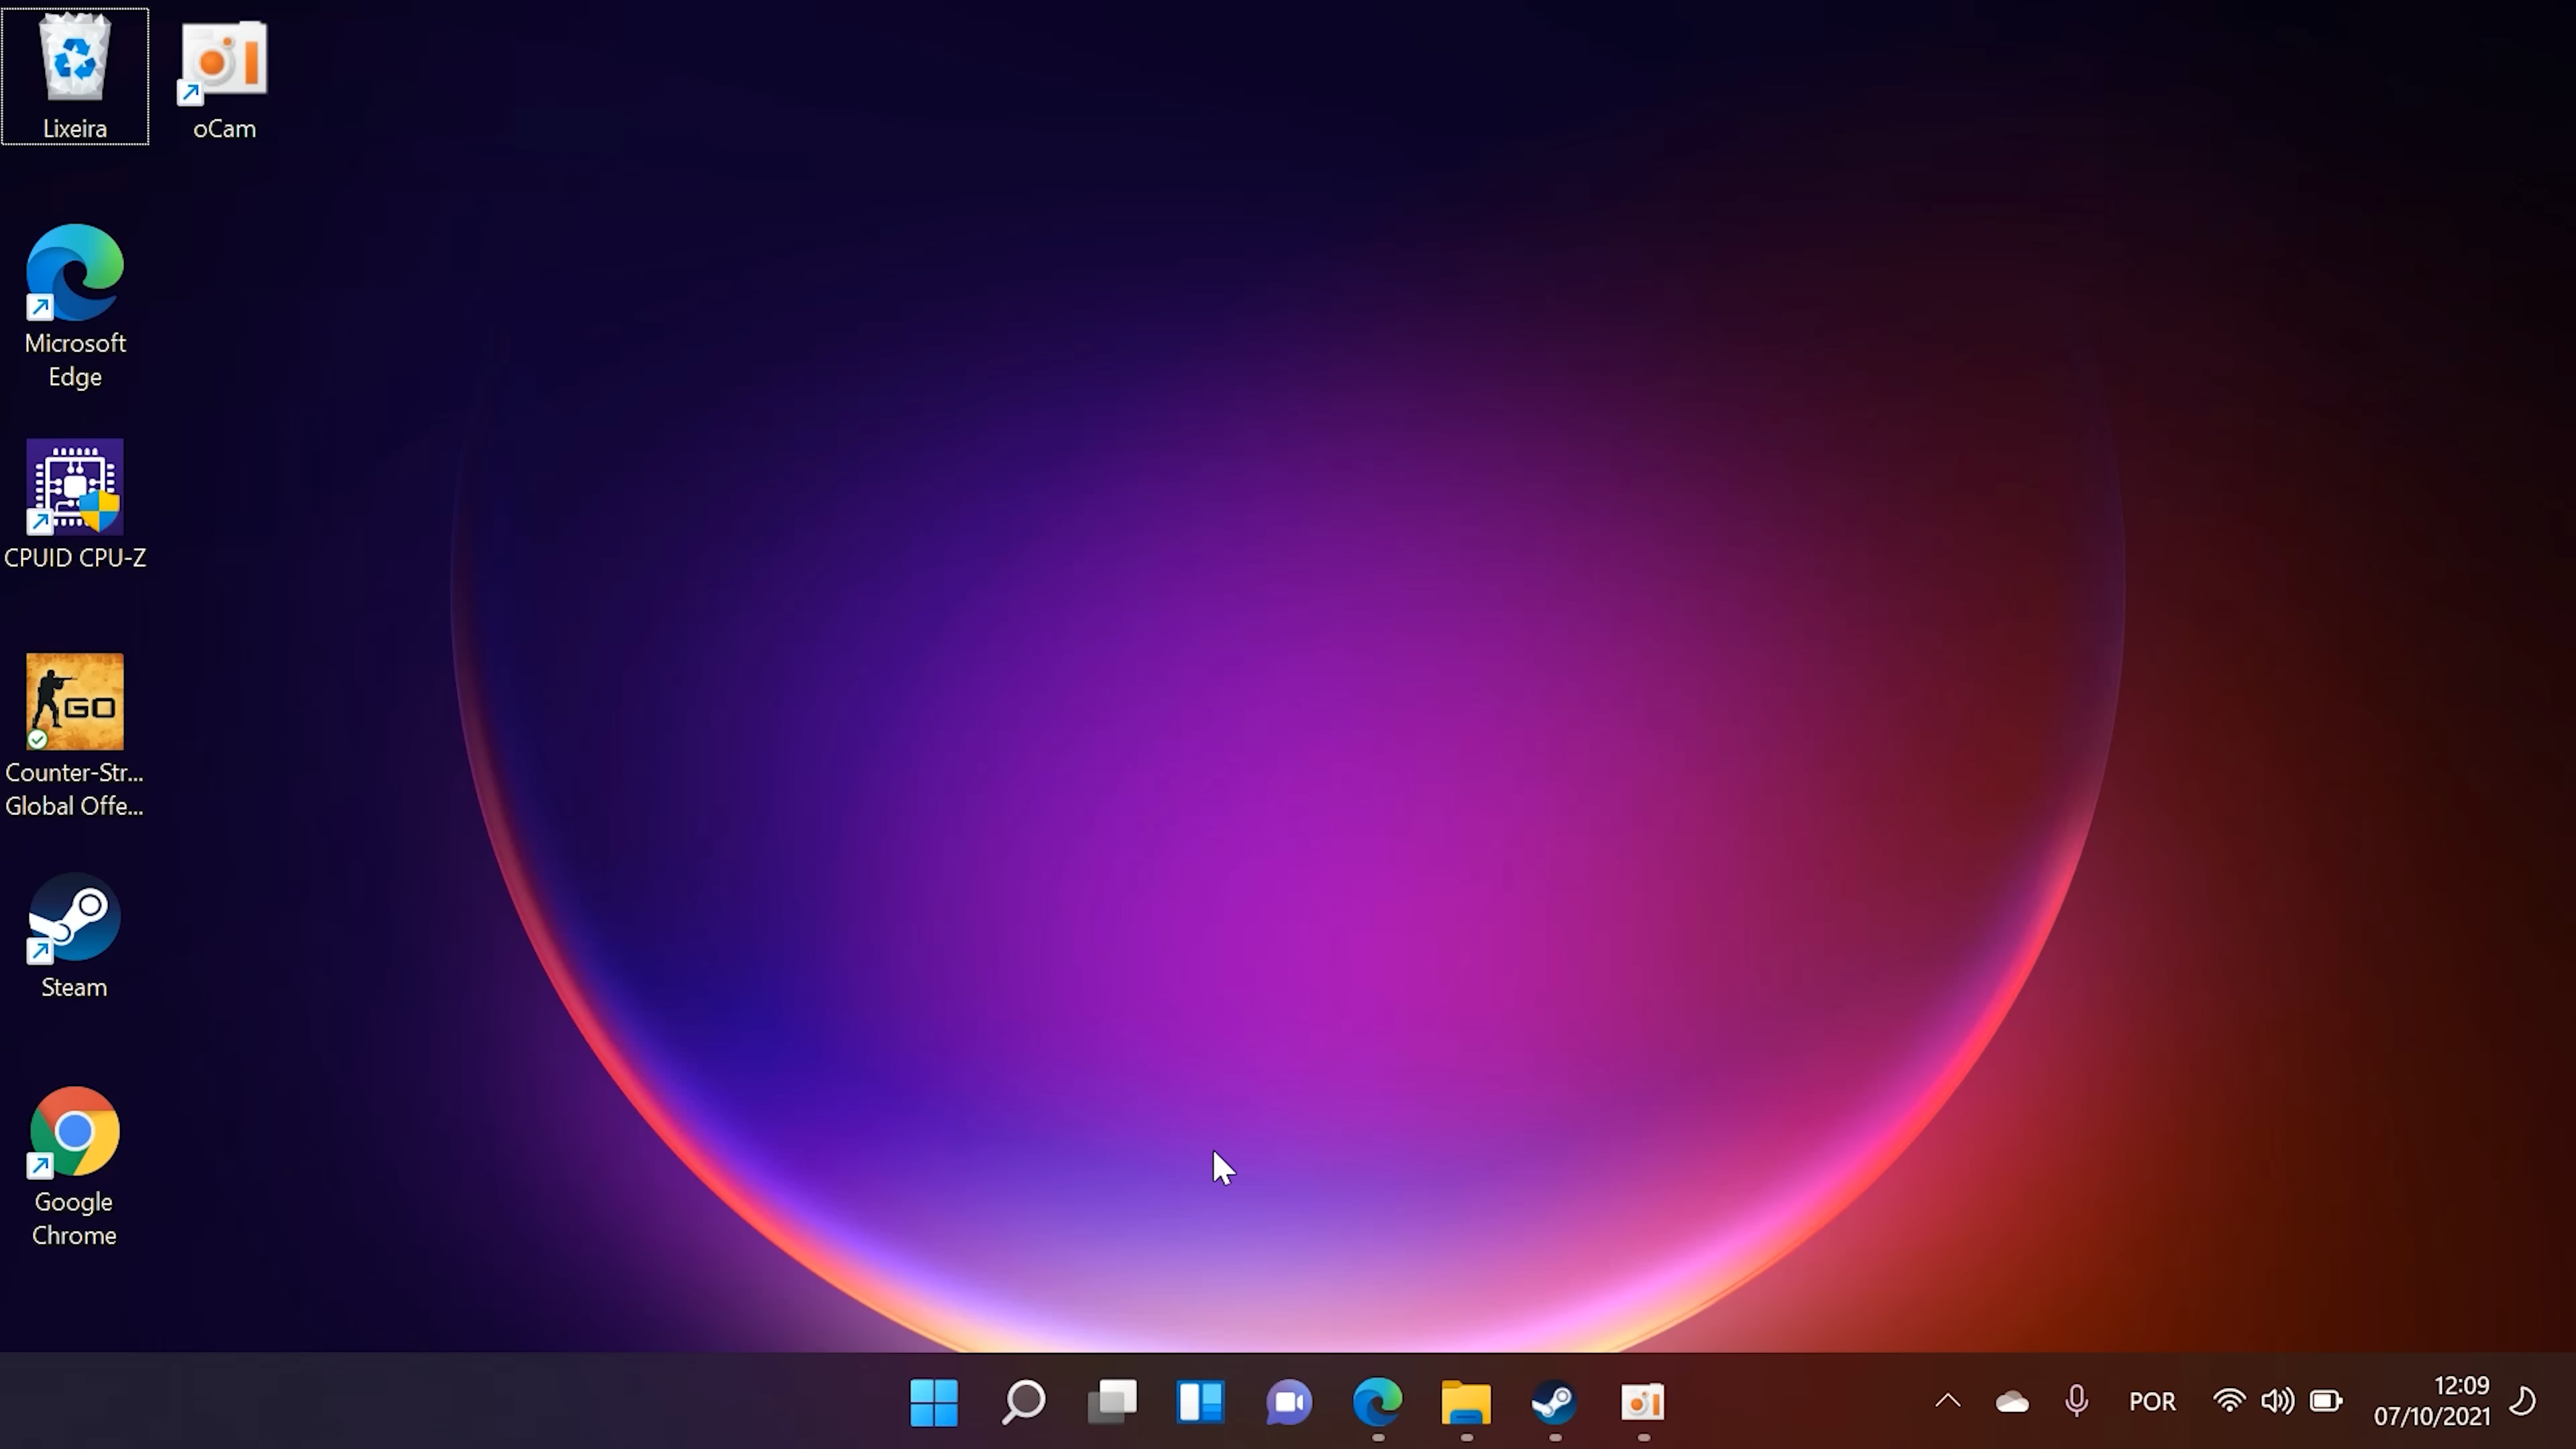 Lixeira
oCam
Microsoft
Edge
CPUID CPU-Z
GO
Counter-Str...
Global Offe...
Steam
Google
Chrome
POR
12:09
07/10/2021